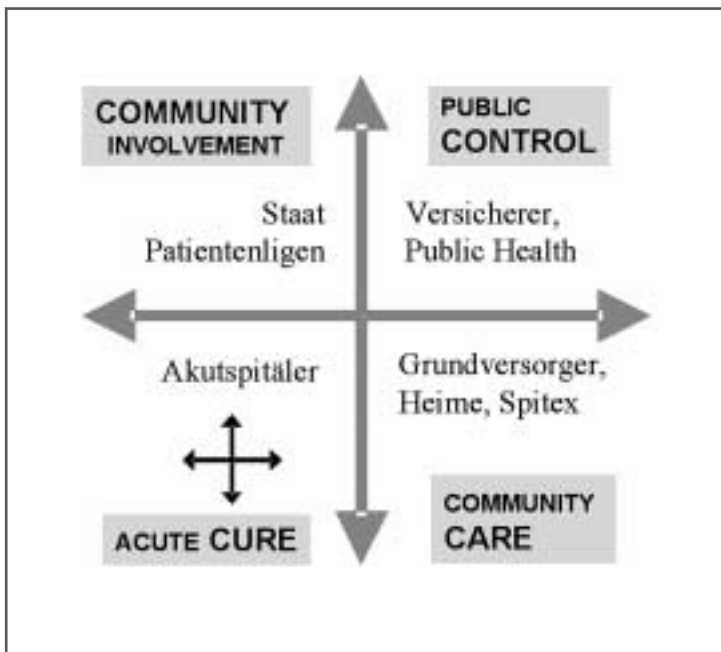 COMMUNITY
INVOLVEMENT
PUBLIC
CONTROL
Staat
Patientenligen
Versicherer,
Public Health
Akutspitäler
Grundversorger,
Heime, Spitex
ACUTE CURE
COMMUNITY
CARE